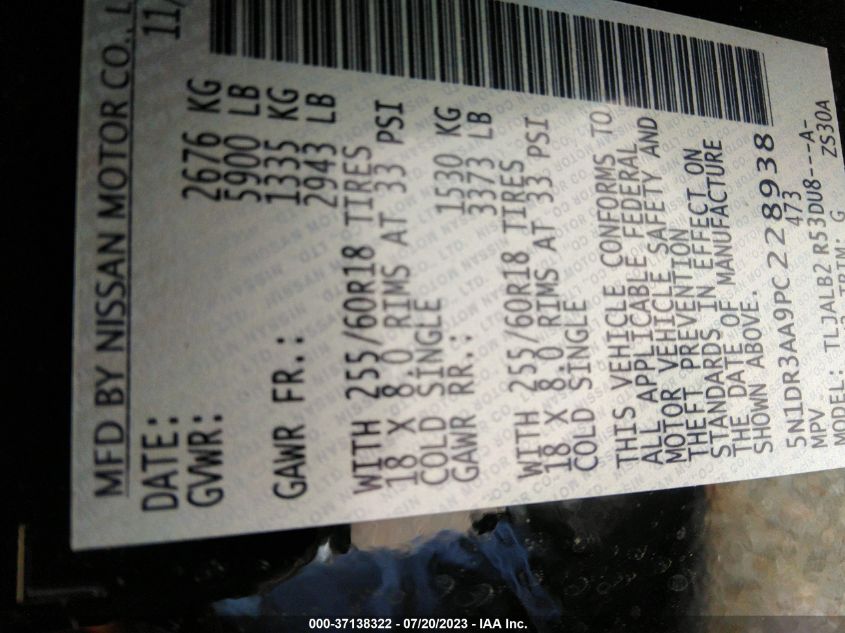 MFD BY NISSAN MOTOR CO., L
DATE: 11/
GVWR: 2676 KG
5900 LB
GAWR FR.: 1335 KG
2943 LB
WITH 255/60R18 TIRES
18 X 8.0 RIMS AT 33 PSI
COLD SINGLE
GAWR RR.: 1530 KG
3373 LB
WITH 255/60R18 TIRES
18 X 8.0 RIMS AT 33 PSI
COLD SINGLE
THIS VEHICLE CONFORMS TO
ALL APPLICABLE FEDERAL
MOTOR VEHICLE SAFETY AND
THEFT PREVENTION
STANDARDS IN EFFECT ON
THE DATE OF MANUFACTURE
SHOWN ABOVE.
5N1DR3AA9PC228938
MPV 473
MODEL: TLJALB2 R53DU8---A-
TRIM: G ZS30A
000-37138322 - 07/20/2023 - IAA Inc.